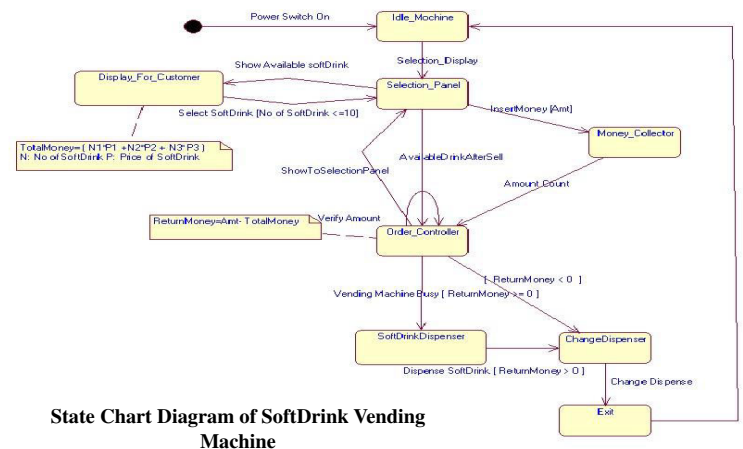 Power Switch On
Idle_Mochine
Selection_Display
Show Available softDrink
Display_For_Customer
Selection_Panel
Select SoftDrink [No of SoftDrink <=10]
InsertMoney [Amt]
Money_Collector
TotalMoney= ( N1*P1 +N2*P2 + N3*P3 )
N: No of SoftDrink P: Price of SoftDrink
AvailableDrinkAfterSell
ShowToSelectionPanel
Amount Count
ReturnMoney=Amt- TotalMoney
Verify Amount
Order_Controller
[ ReturnMoney < 0 ]
Vending Machine Busy [ ReturnMoney >= 0 ]
SoftDrinkDispenser
ChangeDispenser
Dispense SoftDrink [ ReturnMoney > 0 ]
Change Dispense
Exit
State Chart Diagram of SoftDrink Vending
Machine